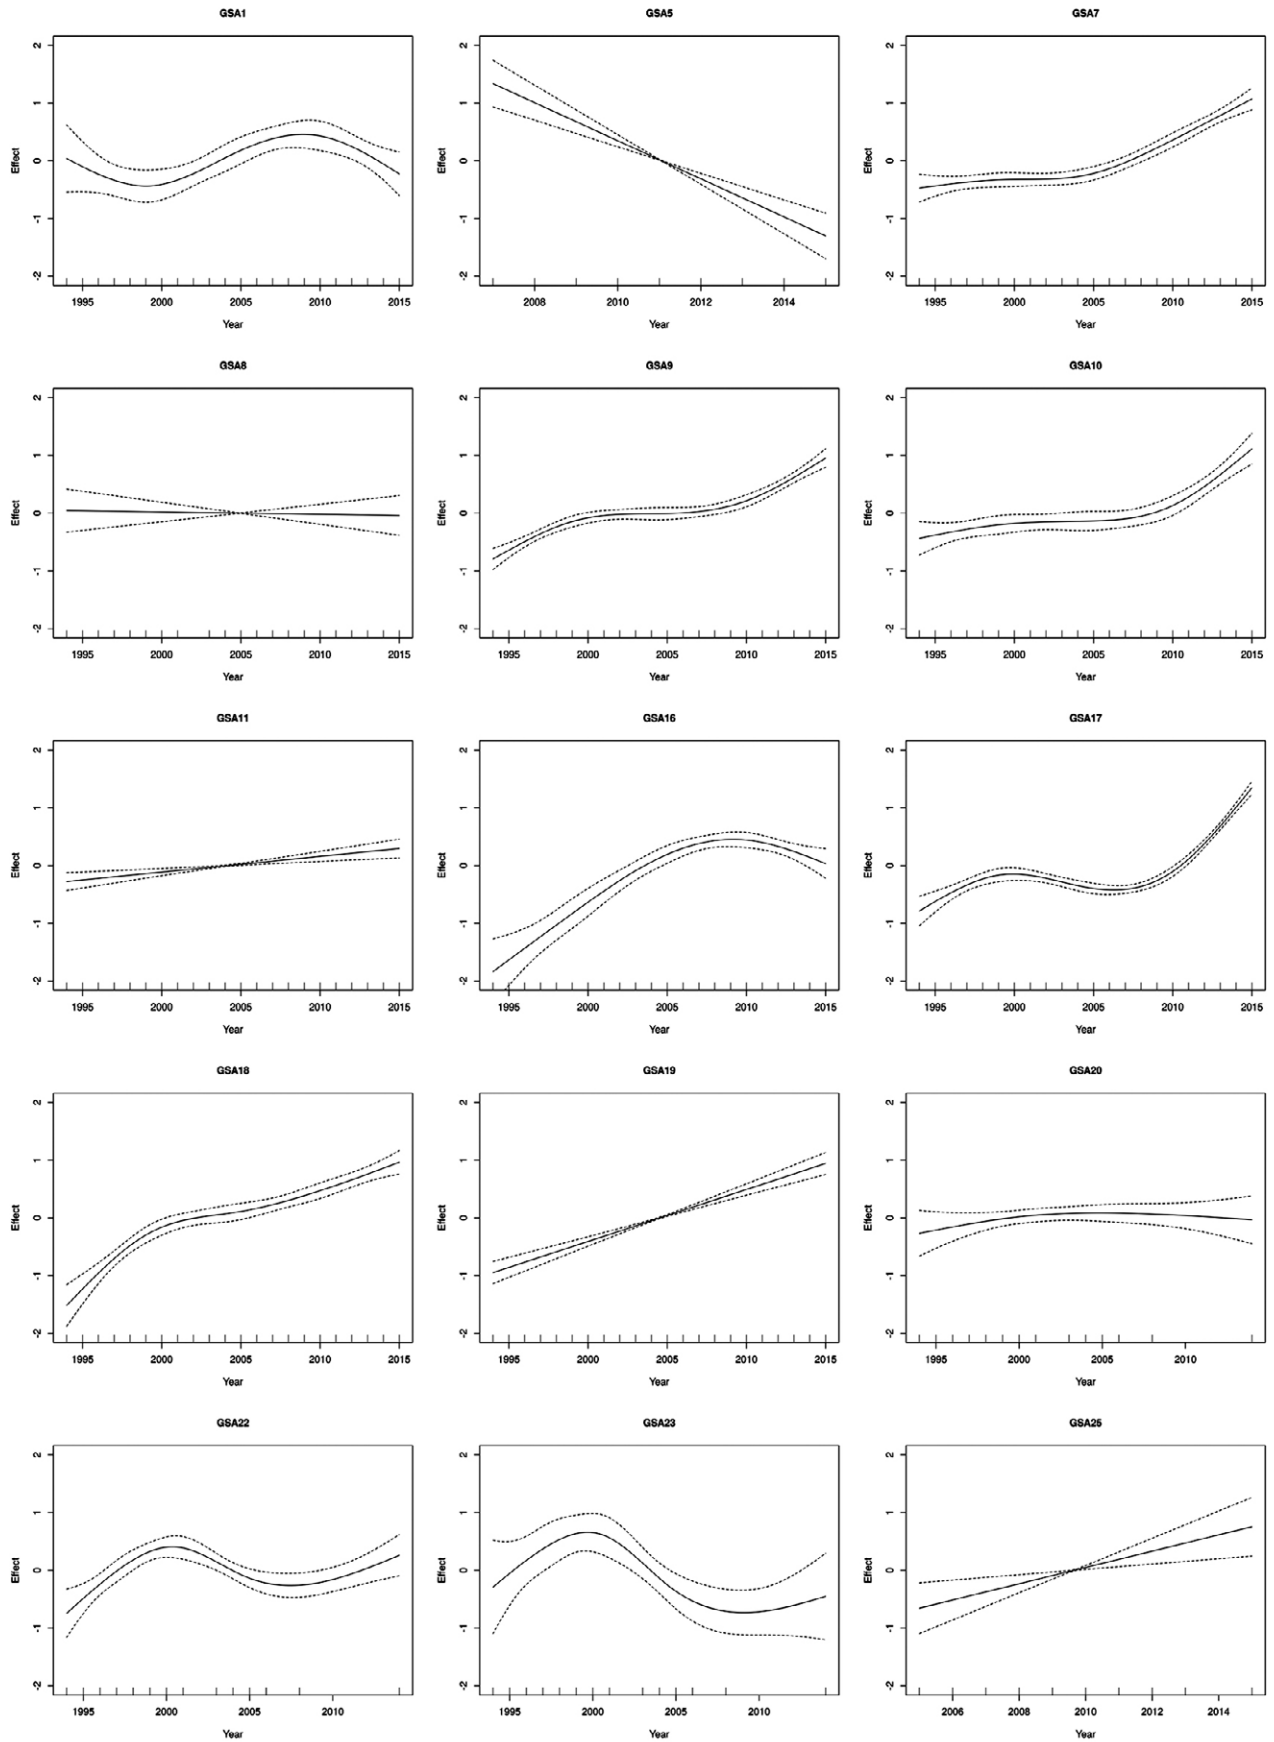 GSA1 GSA5 GSA7
2 2 2
1 1 1
Effect 0 Effect 0 Effect 0
-1 -1 -1
-2 -2 -2
1995 2000 2005 2010 2015 2008 2010 2012 2014 1995 2000 2005 2010 2015
Year Year Year
GSA8 GSA9 GSA10
2 2 2
1 1 1
Effect 0 Effect 0 Effect 0
-1 -1 -1
-2 -2 -2
1995 2000 2005 2010 2015 1995 2000 2005 2010 2015 1995 2000 2005 2010 2015
Year Year Year
GSA11 GSA16 GSA17
2 2 2
1 1 1
Effect 0 Effect 0 Effect 0
-1 -1 -1
-2 -2 -2
1995 2000 2005 2010 2015 1995 2000 2005 2010 2015 1995 2000 2005 2010 2015
Year Year Year
GSA18 GSA19 GSA20
2 2 2
1 1 1
Effect 0 Effect 0 Effect 0
-1 -1 -1
-2 -2 -2
1995 2000 2005 2010 2015 1995 2000 2005 2010 2015 1995 2000 2005 2010
Year Year Year
GSA22 GSA23 GSA25
2 2 2
1 1 1
Effect 0 Effect 0 Effect 0
-1 -1 -1
-2 -2 -2
1995 2000 2005 2010 1995 2000 2005 2010 2006 2008 2010 2012 2014
Year Year Year